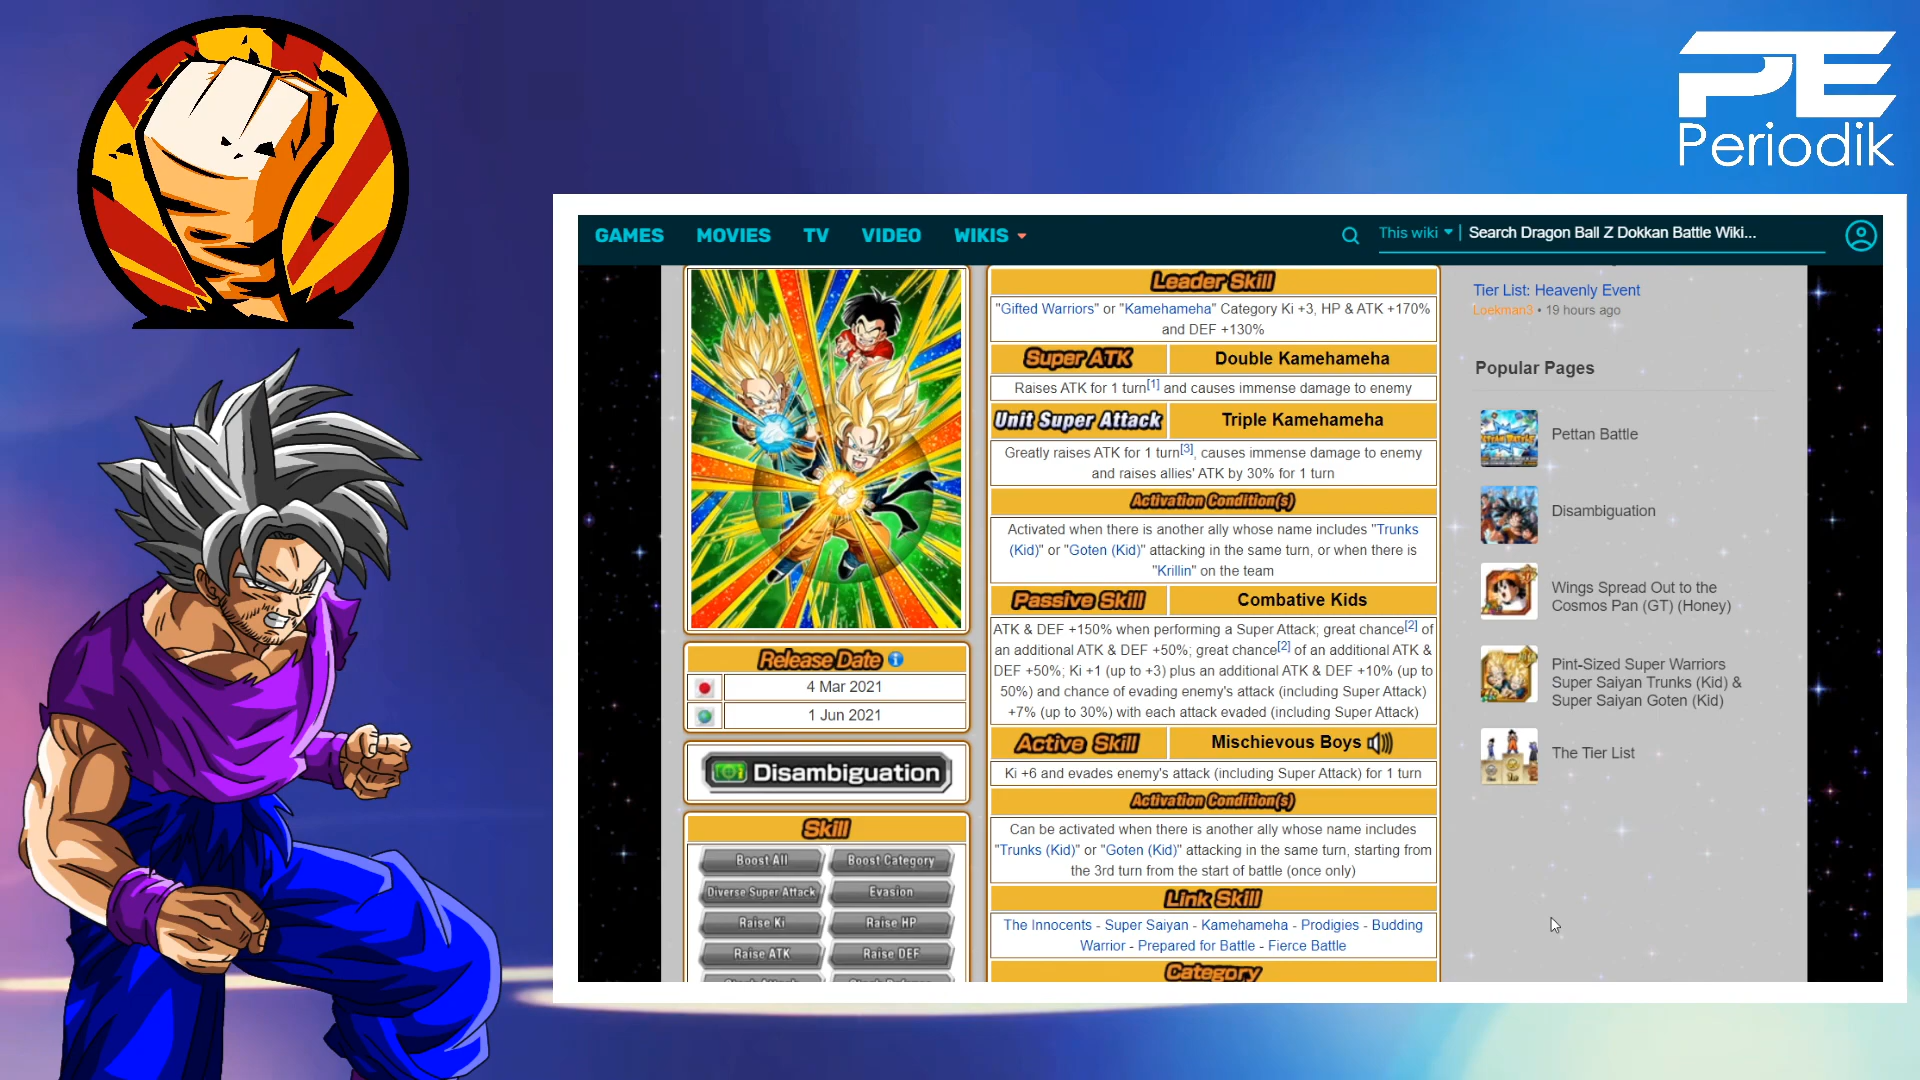 PE
Periodik
GAMES MOVIES TV VIDEO WIKIS
This wiki | Search Dragon Ball Z Dokkan Battle Wiki...
Leader Skill
"Gifted Warriors" or "Kamehameha" Category Ki +3, HP & ATK +170%
and DEF +130%
Super ATK Double Kamehameha
Raises ATK for 1 turn[1] and causes immense damage to enemy
Unit Super Attack Triple Kamehameha
Greatly raises ATK for 1 turn[3], causes immense damage to enemy
and raises allies' ATK by 30% for 1 turn
Activation Condition(s)
Activated when there is another ally whose name includes "Trunks
(Kid)" or "Goten (Kid)" attacking in the same turn, or when there is
"Krillin" on the team
Passive Skill Combative Kids
ATK & DEF +150% when performing a Super Attack; great chance[2] of
an additional ATK & DEF +50%; great chance[2] of an additional ATK &
DEF +50%; Ki +1 (up to +3) plus an additional ATK & DEF +10% (up to
50%) and chance of evading enemy's attack (including Super Attack)
+7% (up to 30%) with each attack evaded (including Super Attack)
Active Skill Mischievous Boys
Ki +6 and evades enemy's attack (including Super Attack) for 1 turn
Activation Condition(s)
Can be activated when there is another ally whose name includes
"Trunks (Kid)" or "Goten (Kid)" attacking in the same turn, starting from
the 3rd turn from the start of battle (once only)
Link Skill
The Innocents - Super Saiyan - Kamehameha - Prodigies - Budding
Warrior - Prepared for Battle - Fierce Battle
Category
Release Date
4 Mar 2021
1 Jun 2021
Disambiguation
Skill
Boost All Boost Category
Diverse Super Attack Evasion
Raise Ki Raise HP
Raise ATK Raise DEF
Tier List: Heavenly Event
Loekman3 • 19 hours ago
Popular Pages
Pettan Battle
Disambiguation
Wings Spread Out to the
Cosmos Pan (GT) (Honey)
Pint-Sized Super Warriors
Super Saiyan Trunks (Kid) &
Super Saiyan Goten (Kid)
The Tier List